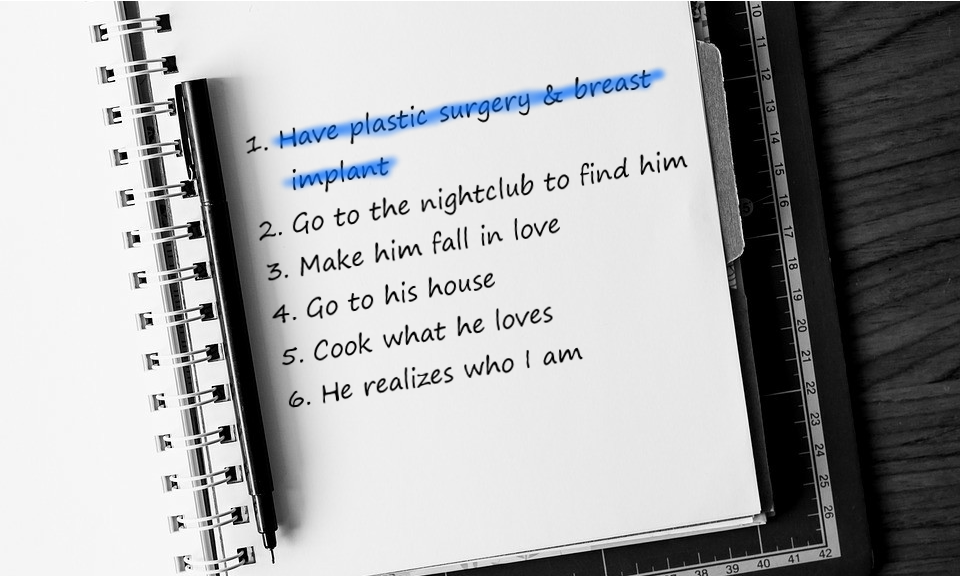 1. Have plastic surgery & breast
implant
2. Go to the nightclub to find him
3. Make him fall in love
4. Go to his house
5. Cook what he loves
6. He realizes who I am
10
11
12
13
14
15
16
17
18
19
20
21
22
23
24
25
26
38 39 40 41 42